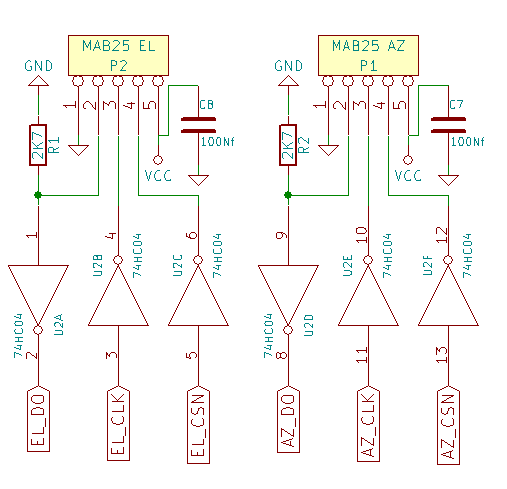 MAB25 EL
P2
MAB25 AZ
P1
GND
1
2
3
4
5
C8
100Nf
GND
1
2
3
4
5
C7
100Nf
2K7
R1
VCC
2K7
R2
VCC
1
4
6
9
10
12
74HC04
U2A
U2B
74HC04
U2C
74HC04
74HC04
U2D
U2E
74HC04
U2F
74HC04
2
3
5
8
11
13
EL_DO
EL_CLK
EL_CSN
AZ_DO
AZ_CLK
AZ_CSN